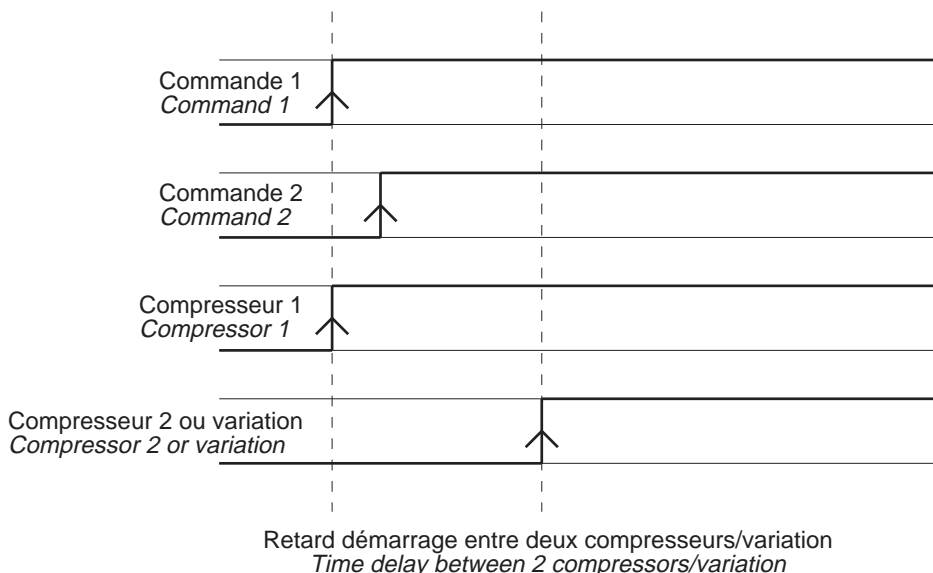 Commande 1
Command 1
Commande 2
Command 2
Compresseur 1
Compressor 1
Compresseur 2 ou variation
Compressor 2 or variation
Retard démarrage entre deux compresseurs/variation
Time delay between 2 compressors/variation